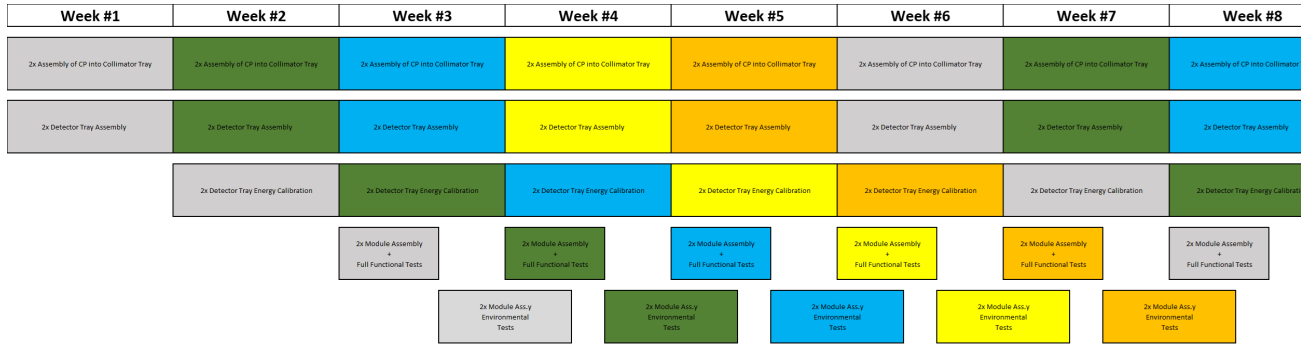 Week #1 Week #2 Week #3 Week #4 Week #5 Week #6 Week #7 Week #8
2x Assembly of CP into Collimator Tray 2x Assembly of CP into Collimator Tray 2x Assembly of CP into Collimator Tray 2x Assembly of CP into Collimator Tray 2x Assembly of CP into Collimator Tray 2x Assembly of CP into Collimator Tray 2x Assembly of CP into Collimator Tray 2x Assembly of CP into Collimator
2x Detector Tray Assembly 2x Detector Tray Assembly 2x Detector Tray Assembly 2x Detector Tray Assembly 2x Detector Tray Assembly 2x Detector Tray Assembly 2x Detector Tray Assembly 2x Detector Tray Assembly
2x Detector Tray Energy Calibration 2x Detector Tray Energy Calibration 2x Detector Tray Energy Calibration 2x Detector Tray Energy Calibration 2x Detector Tray Energy Calibration 2x Detector Tray Energy Calibration 2x Detector Tray Energy Calibrati
2x Module Assembly 2x Module Assembly 2x Module Assembly 2x Module Assembly 2x Module Assembly 2x Module Assembly
+ + + + + +
Full Functional Tests Full Functional Tests Full Functional Tests Full Functional Tests Full Functional Tests Full Functional Tests
2x Module Ass.y 2x Module Ass.y 2x Module Ass.y 2x Module Ass.y 2x Module Ass.y
Environmental Environmental Environmental Environmental Environmental
Tests Tests Tests Tests Tests